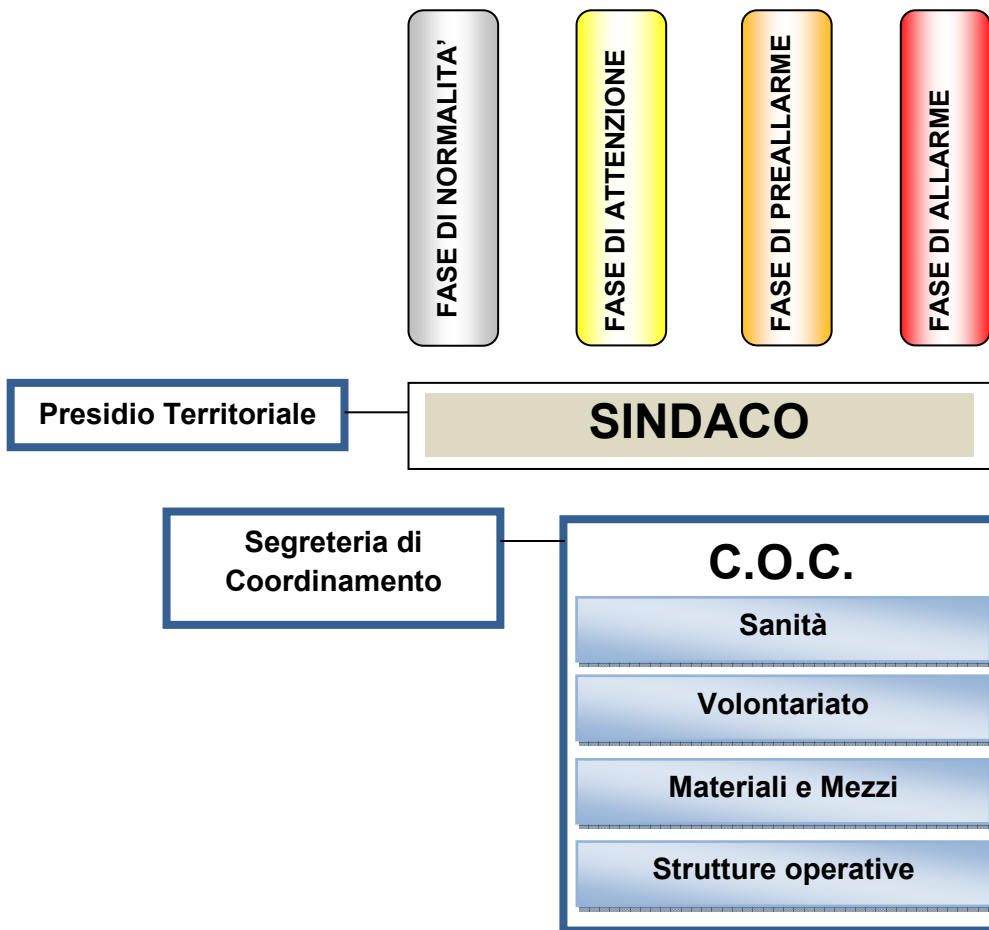 FASE DI NORMALITA’
FASE DI ATTENZIONE
FASE DI PREALLARME
FASE DI ALLARME
Presidio Territoriale
SINDACO
Segreteria di
Coordinamento
C.O.C.
Sanità
Volontariato
Materiali e Mezzi
Strutture operative